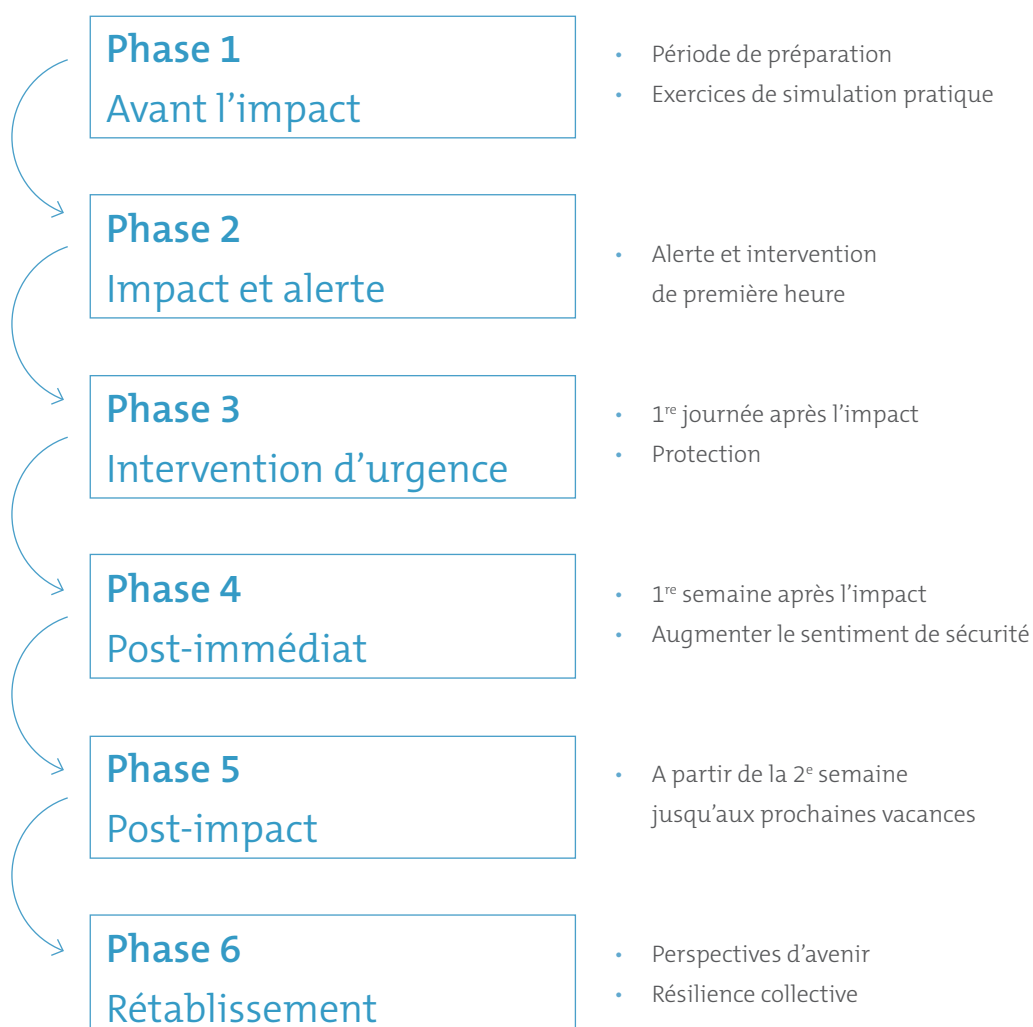 Phase 1
Avant l’impact
• Période de préparation
• Exercices de simulation pratique
Phase 2
Impact et alerte
• Alerte et intervention
de première heure
Phase 3
Intervention d’urgence
• 1re journée après l’impact
• Protection
Phase 4
Post-immédiat
• 1re semaine après l’impact
• Augmenter le sentiment de sécurité
Phase 5
Post-impact
• A partir de la 2e semaine
jusqu’aux prochaines vacances
Phase 6
Rétablissement
• Perspectives d’avenir
• Résilience collective